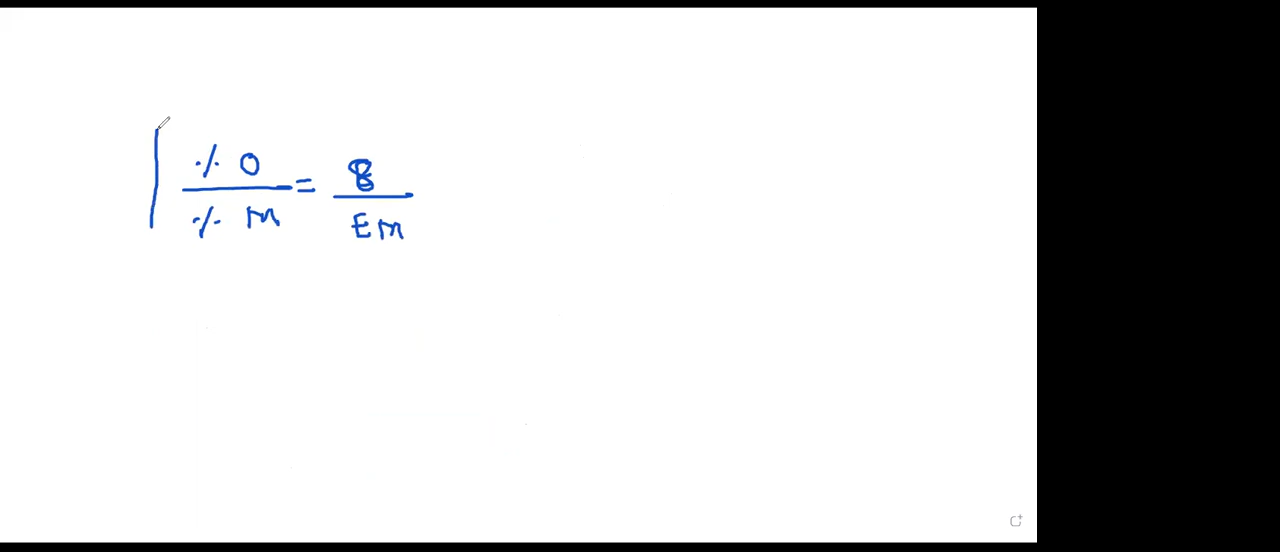 % O / % M = 8 / EM